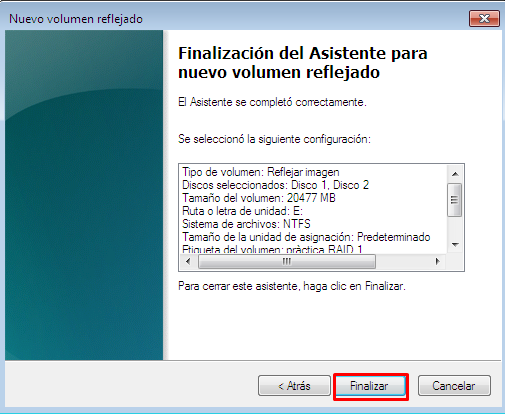 Nuevo volumen reflejado
Finalización del Asistente para
nuevo volumen reflejado
El Asistente se completó correctamente.
Se seleccionó la siguiente configuración:
Tipo de volumen: Reflejar imagen
Discos seleccionados: Disco 1, Disco 2
Tamaño del volumen: 20477 MB
Ruta o letra de unidad: E:
Sistema de archivos: NTFS
Tamaño de la unidad de asignación: Predeterminado
Etiqueta del volumen: práctica RAID 1
Para cerrar este asistente, haga clic en Finalizar.
< Atrás
Finalizar
Cancelar